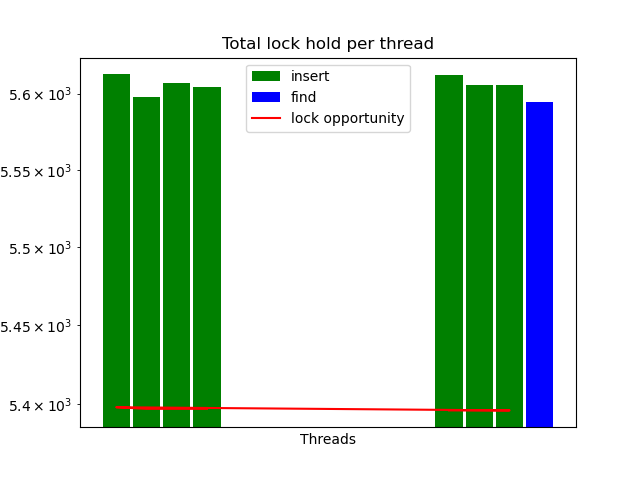 Total lock hold per thread
insert
find
lock opportunity
5.6 × 10³
5.55 × 10³
5.5 × 10³
5.45 × 10³
5.4 × 10³
Threads